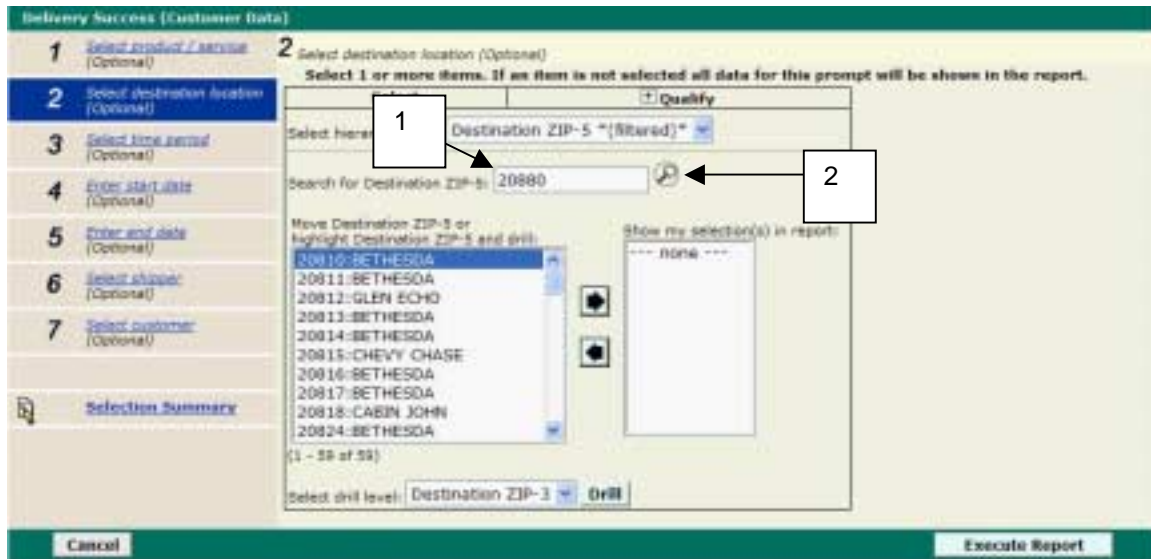 Delivery Success (Customer Data)
1 Select product / service
(Optional)
2 Select destination location
(Optional)
3 Select time period
(Optional)
4 Enter start date
(Optional)
5 Enter end date
(Optional)
6 Select shipper
(Optional)
7 Select customer
(Optional)
Selection Summary
2 Select destination location (Optional)
Select 1 or more items. If an item is not selected all data for this prompt will be shown in the report.
Qualify
1
Select Destination ZIP-5 *(filtered)*
Search for Destination ZIP-5: 20880
2
Move Destination ZIP-5 or
highlight Destination ZIP-5 and drill:
20810:BETHESDA
20811:BETHESDA
20812:GLEN ECHO
20813:BETHESDA
20814:BETHESDA
20815:CHEVY CHASE
20816:BETHESDA
20817:BETHESDA
20818:CABIN JOHN
20824:BETHESDA
(1 - 59 of 59)
Show my selection(s) in report:
--- none ---
Select drill level: Destination ZIP-3 Drill
Cancel
Execute Report